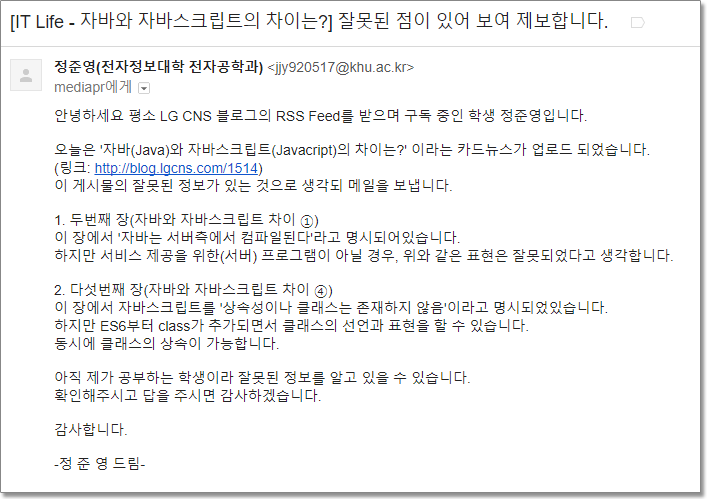 [IT Life - 자바와 자바스크립트의 차이는?] 잘못된 점이 있어 보여 제보합니다.
정준영(전자정보대학 전자공학과) <jjy920517@khu.ac.kr>
mediapr에게
안녕하세요 평소 LG CNS 블로그의 RSS Feed를 받으며 구독 중인 학생 정준영입니다.
오늘은 '자바(Java)와 자바스크립트(Javacript)의 차이는?' 이라는 카드뉴스가 업로드 되었습니다.
(링크: http://blog.lgcns.com/1514)
이 게시물의 잘못된 정보가 있는 것으로 생각되 메일을 보냅니다.
1. 두번째 장(자바와 자바스크립트 차이 ①)
이 장에서 '자바는 서버측에서 컴파일된다'라고 명시되어있습니다.
하지만 서비스 제공을 위한(서버) 프로그램이 아닐 경우, 위와 같은 표현은 잘못되었다고 생각합니다.
2. 다섯번째 장(자바와 자바스크립트 차이 ④)
이 장에서 자바스크립트를 '상속성이나 클래스는 존재하지 않음'이라고 명시되었있습니다.
하지만 ES6부터 class가 추가되면서 클래스의 선언과 표현을 할 수 있습니다.
동시에 클래스의 상속이 가능합니다.
아직 제가 공부하는 학생이라 잘못된 정보를 알고 있을 수 있습니다.
확인해주시고 답을 주시면 감사하겠습니다.
감사합니다.
-정 준 영 드림-